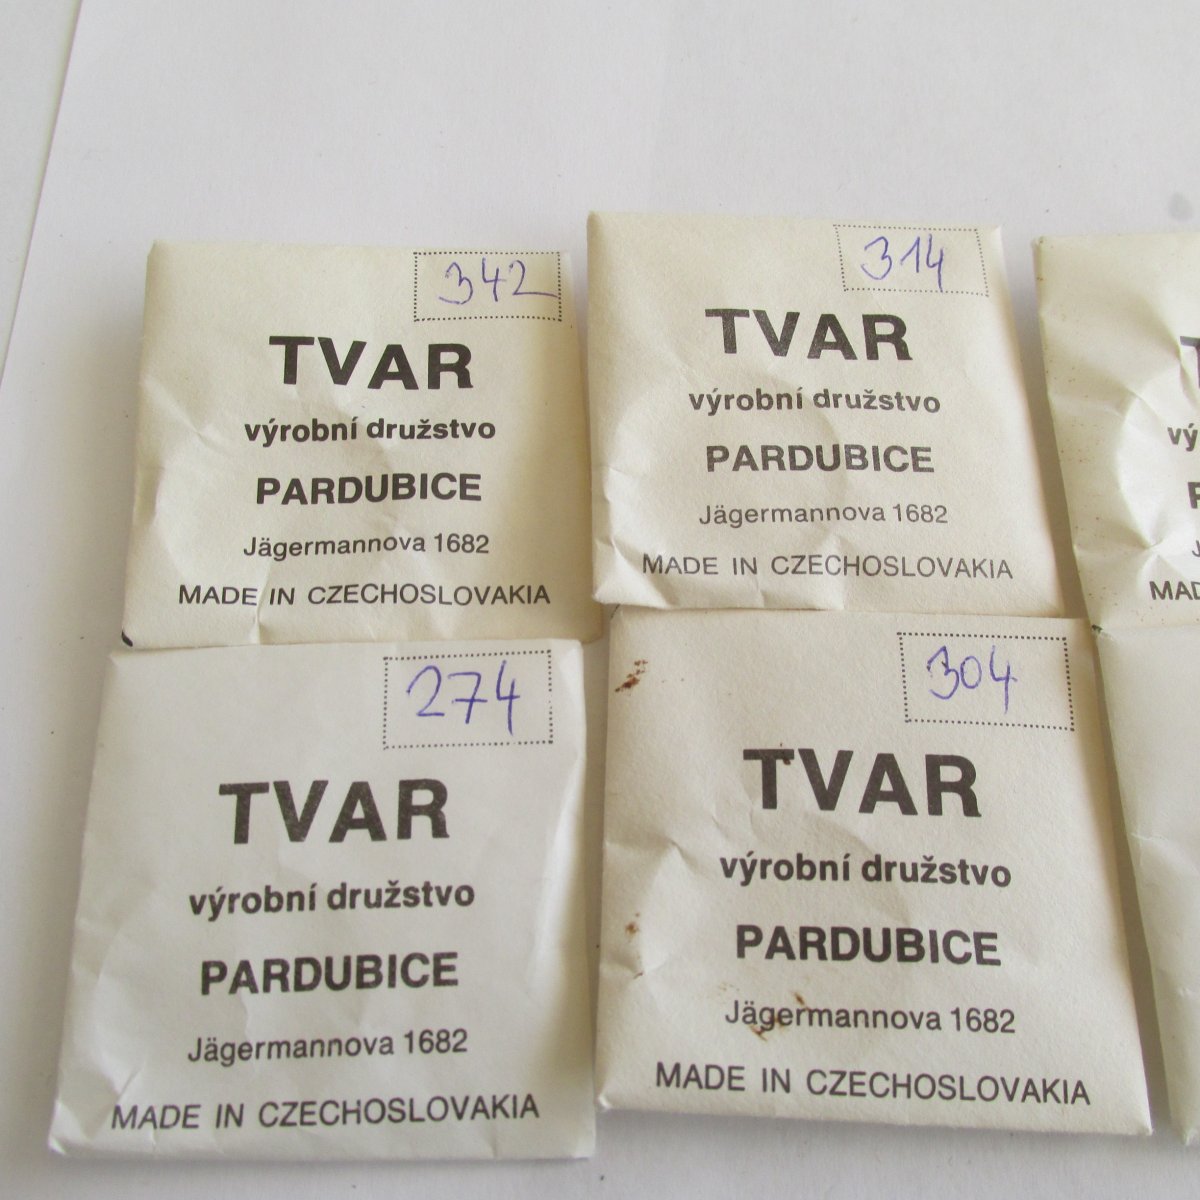 342
TVAR
výrobní družstvo
PARDUBICE
Jägermannova 1682
MADE IN CZECHOSLOVAKIA
314
TVAR
výrobní družstvo
PARDUBICE
Jägermannova 1682
MADE IN CZECHOSLOVAKIA
274
TVAR
výrobní družstvo
PARDUBICE
Jägermannova 1682
MADE IN CZECHOSLOVAKIA
304
TVAR
výrobní družstvo
PARDUBICE
Jägermannova 1682
MADE IN CZECHOSLOVAKIA